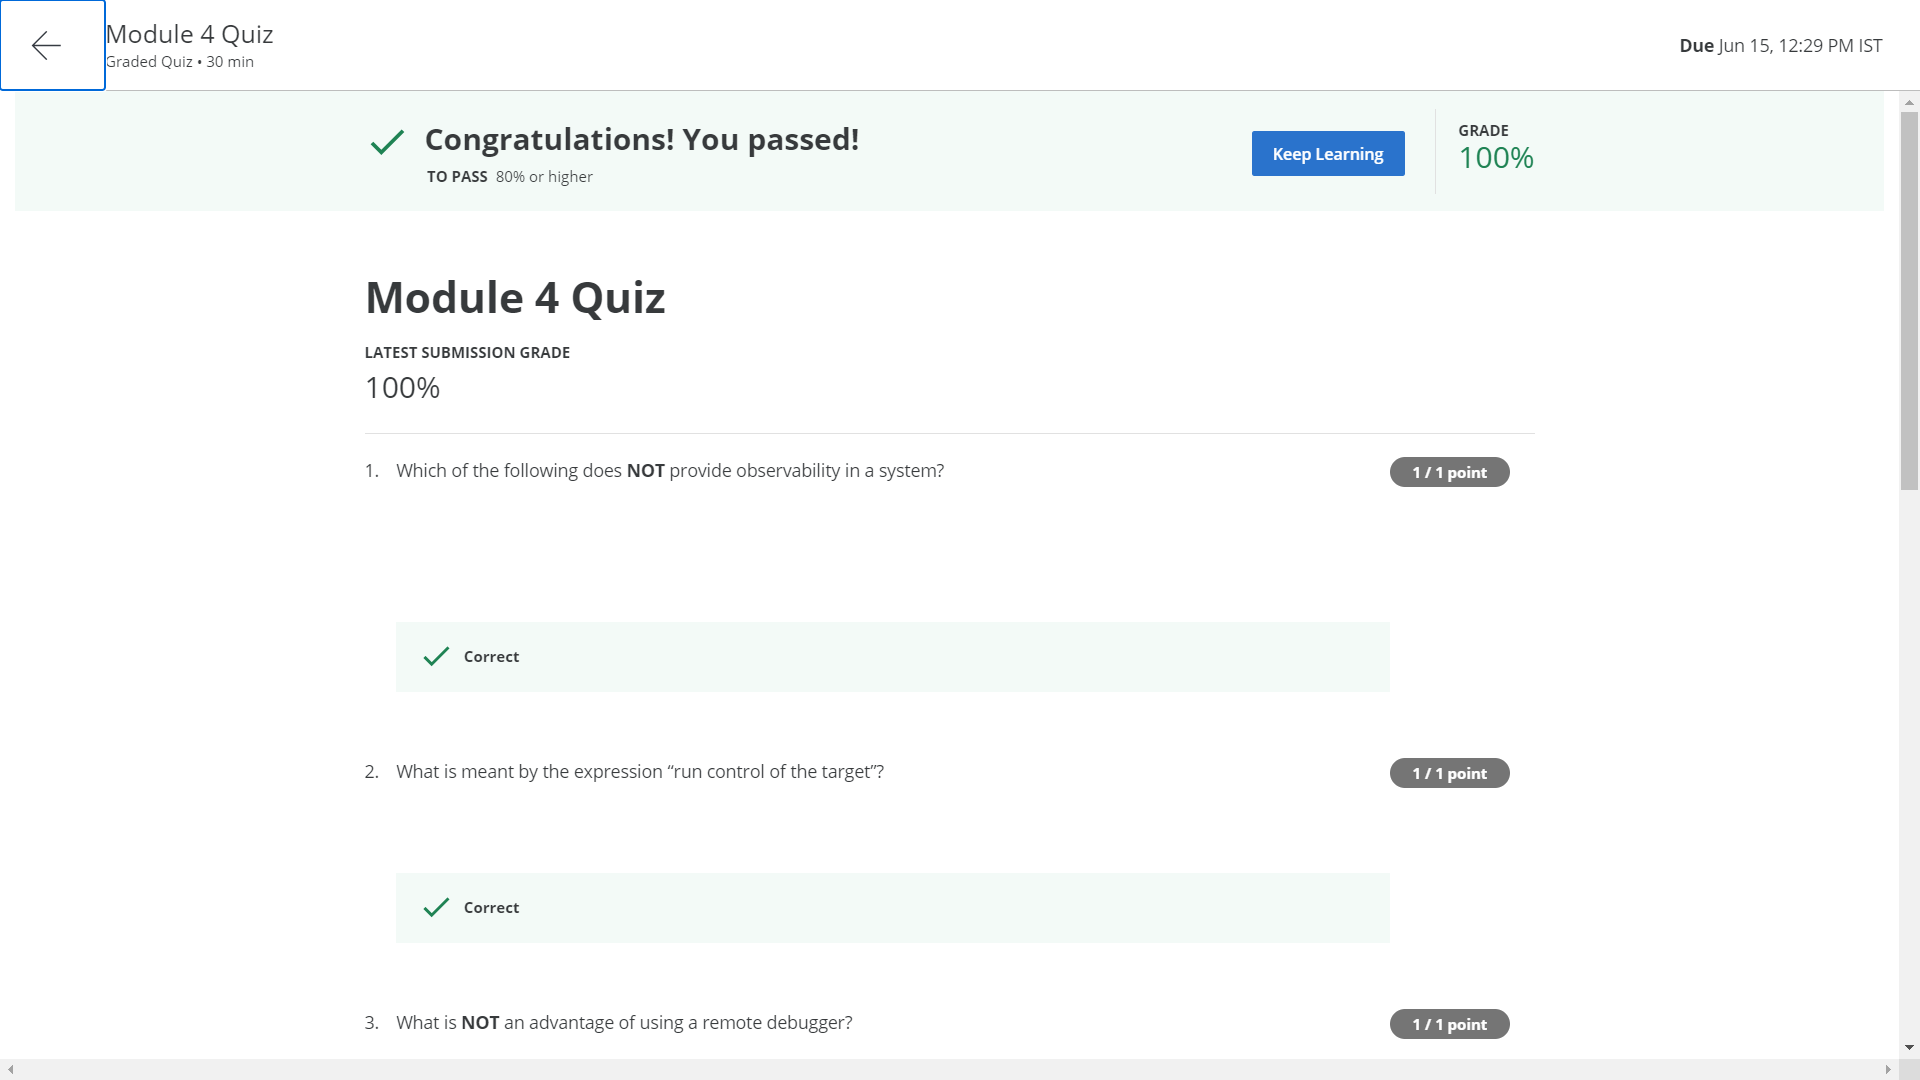 Module 4 Quiz
Graded Quiz • 30 min
Due Jun 15, 12:29 PM IST
Congratulations! You passed!
TO PASS 80% or higher
Keep Learning
GRADE
100%
Module 4 Quiz
LATEST SUBMISSION GRADE
100%
1. Which of the following does NOT provide observability in a system?
1 / 1 point
Correct
2. What is meant by the expression “run control of the target”?
1 / 1 point
Correct
3. What is NOT an advantage of using a remote debugger?
1 / 1 point